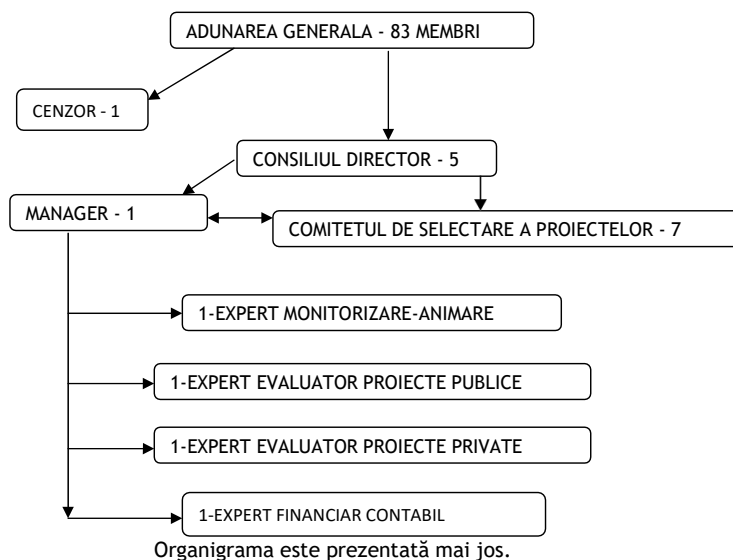 ADUNAREA GENERALA - 83 MEMBRI
CENZOR - 1
CONSILIUL DIRECTOR - 5
MANAGER - 1
COMITETUL DE SELECTARE A PROIECTELOR - 7
1-EXPERT MONITORIZARE-ANIMARE
1-EXPERT EVALUATOR PROIECTE PUBLICE
1-EXPERT EVALUATOR PROIECTE PRIVATE
1-EXPERT FINANCIAR CONTABIL
Organigrama este prezentată mai jos.